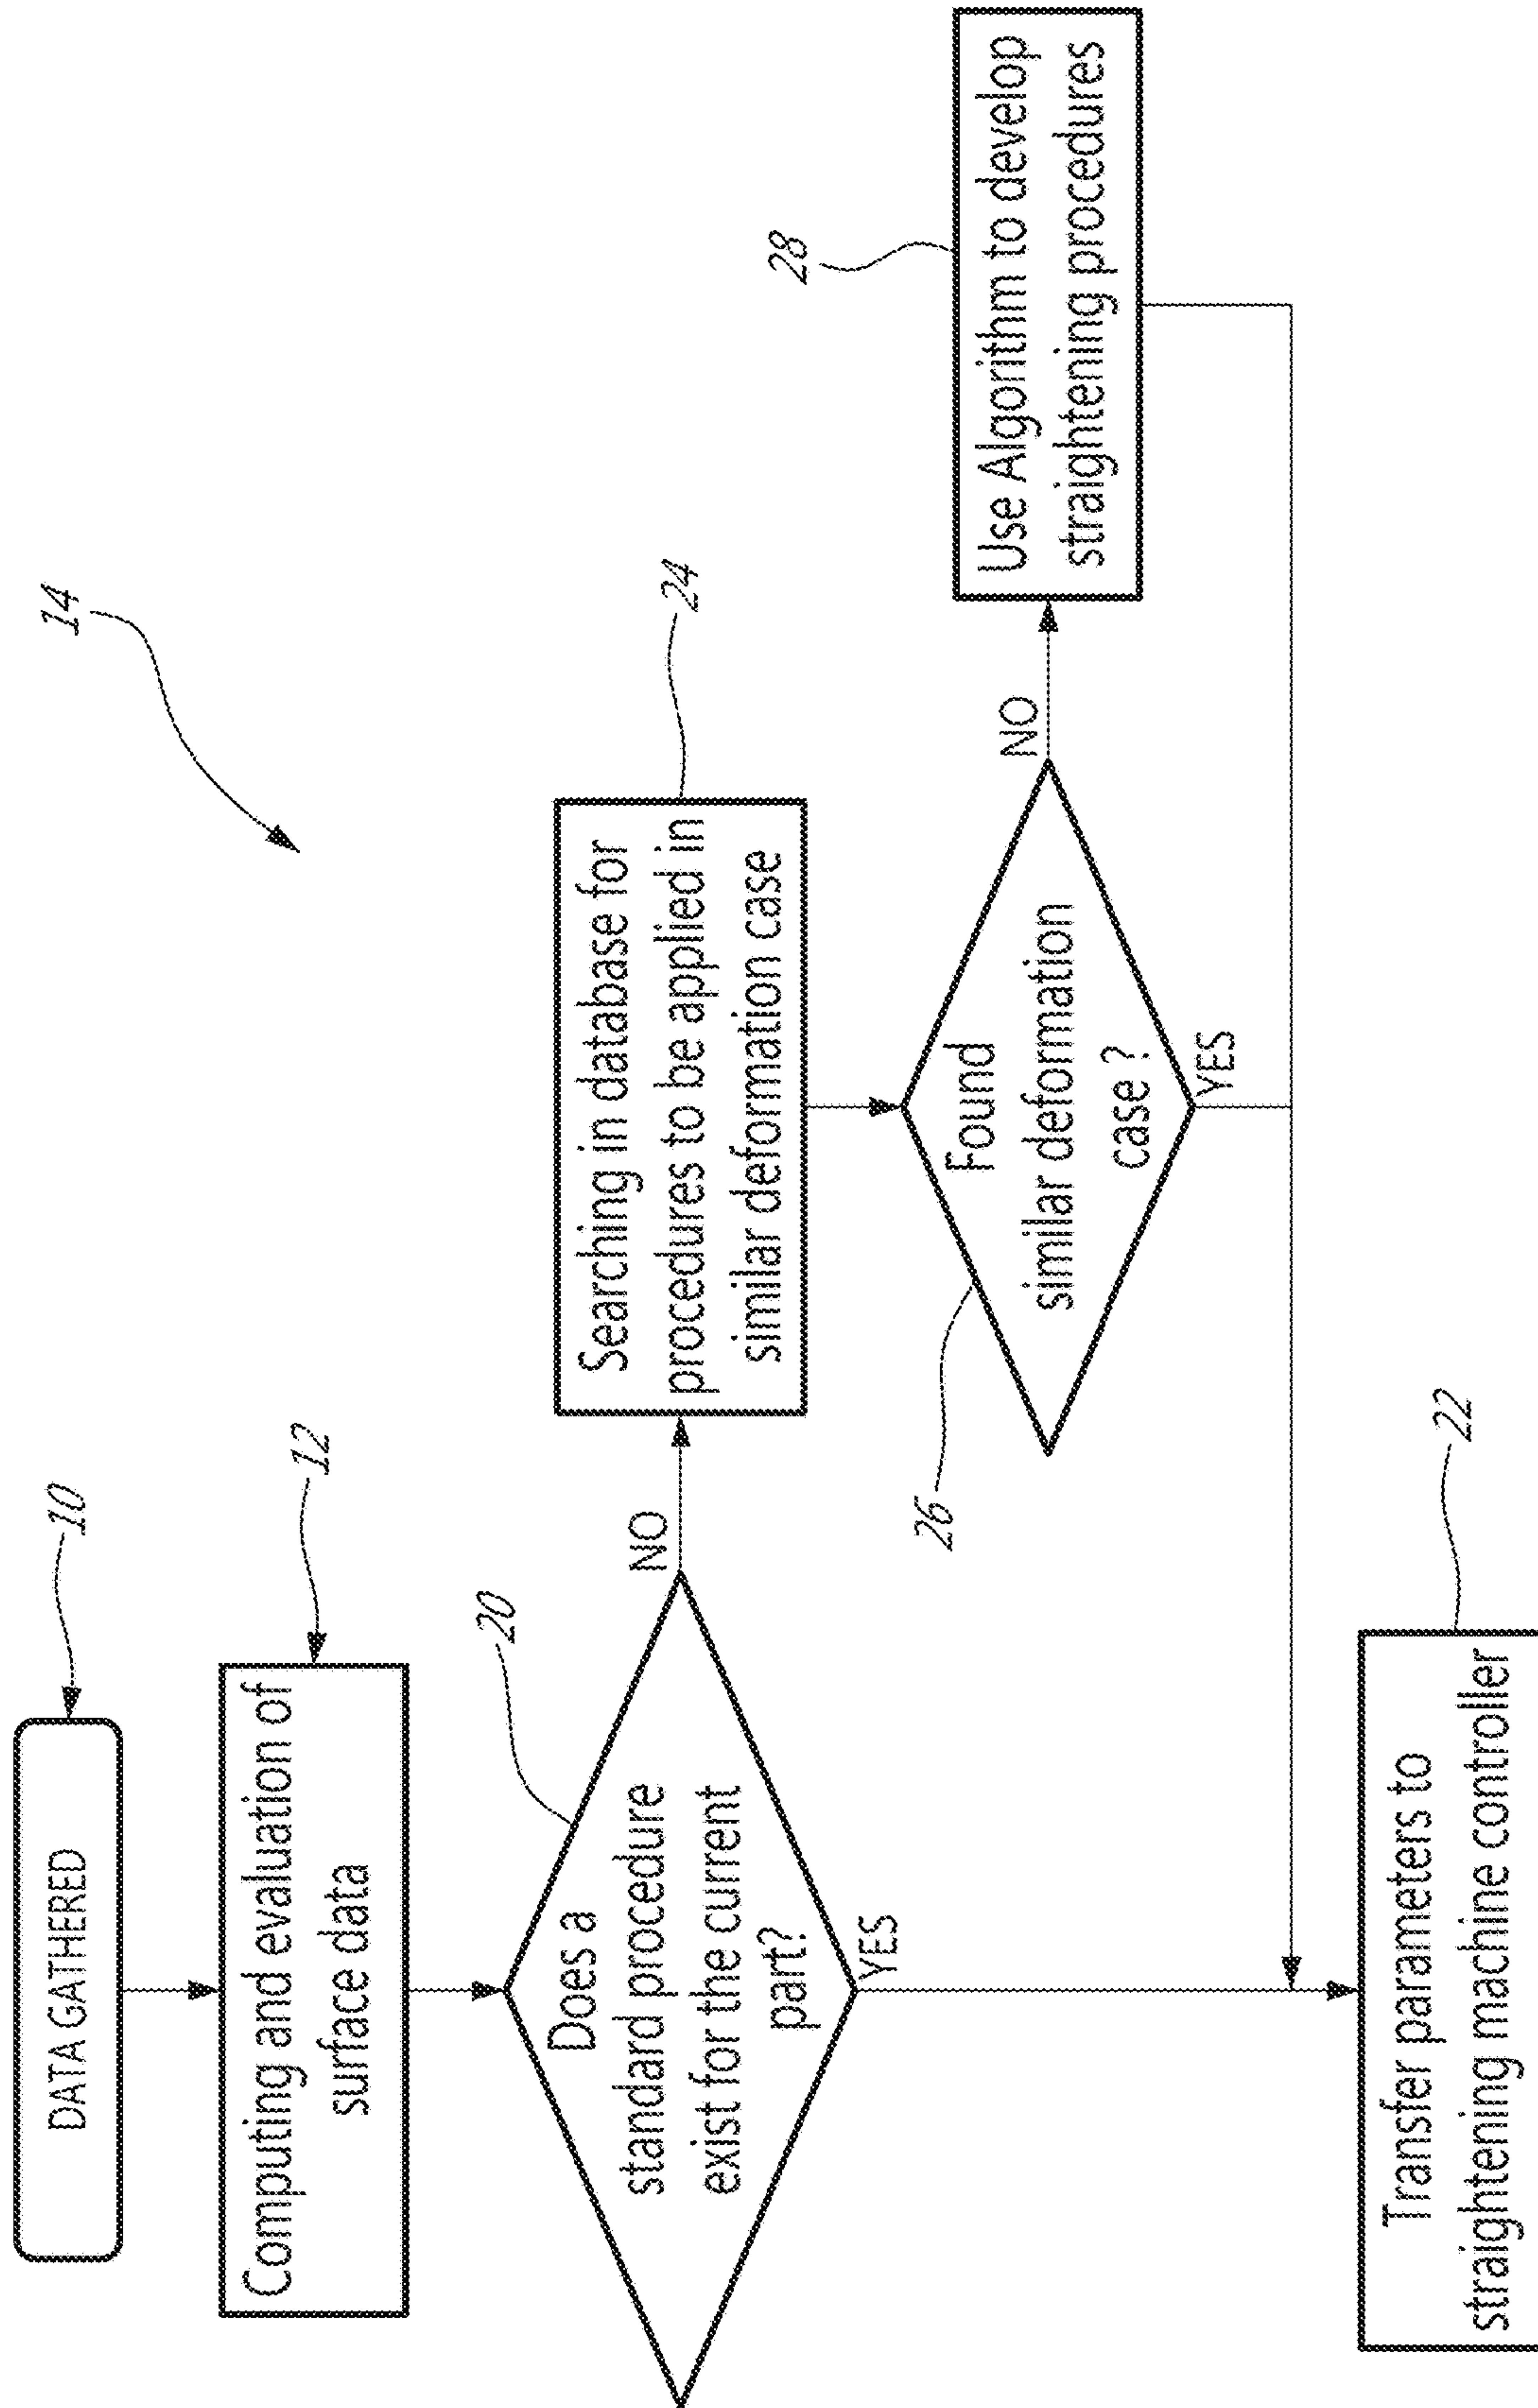 14
DATA GATHERED
10
Computing and evaluation of
surface data
12
Does a
standard procedure
exist for the current
part?
20
NO
YES
Searching in database for
procedures to be applied in
similar deformation case
24
Found
similar deformation
case ?
26
NO
YES
Use Algorithm to develop
straightening procedures
28
Transfer parameters to
straightening machine controller
22